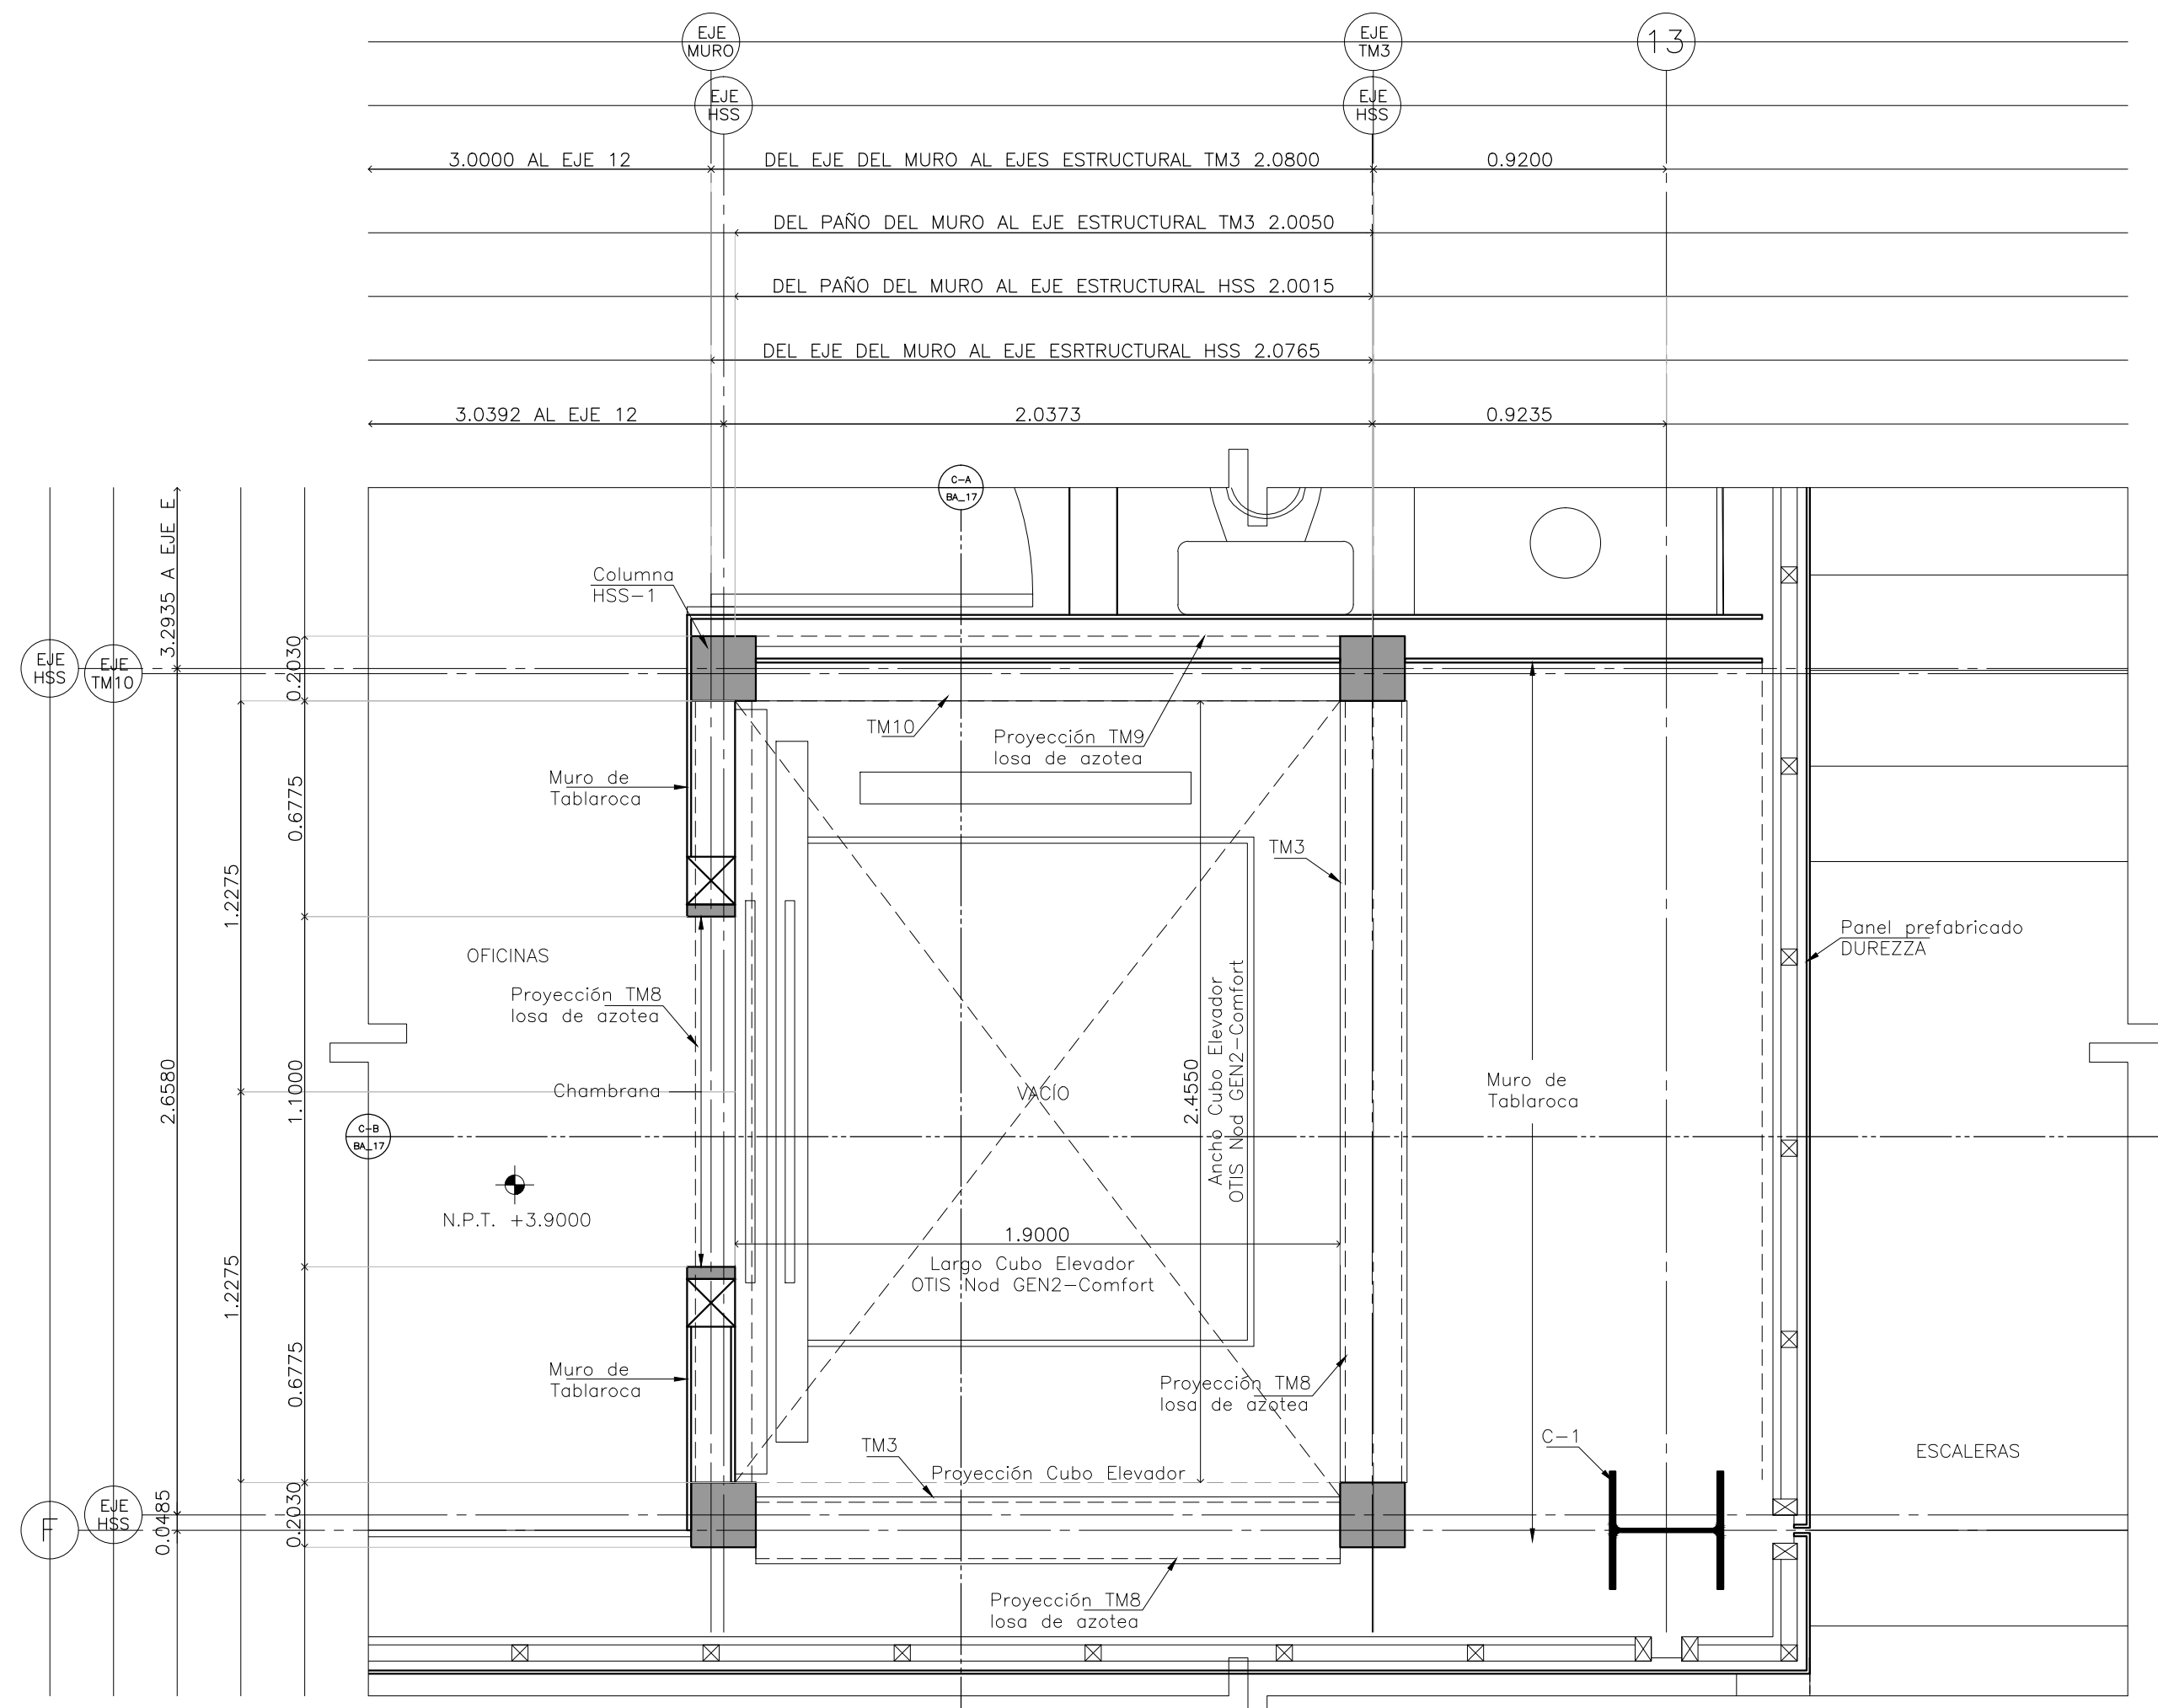 EJE
MURO
EJE
TM3
13
EJE
HSS
EJE
HSS
3.0000 AL EJE 12
DEL EJE DEL MURO AL EJES ESTRUCTURAL TM3 2.0800
0.9200
DEL PAÑO DEL MURO AL EJE ESTRUCTURAL TM3 2.0050
DEL PAÑO DEL MURO AL EJE ESTRUCTURAL HSS 2.0015
DEL EJE DEL MURO AL EJE ESRTRUCTURAL HSS 2.0765
3.0392 AL EJE 12
2.0373
0.9235
C-A
BA_17
3.2935 A EJE E
Columna
HSS-1
EJE
HSS
EJE
TM10
0.2030
TM10
Proyección TM9
losa de azotea
Muro de
Tablaroca
0.6775
1.2275
TM3
Panel prefabricado
DUREZZA
OFICINAS
Proyección TM8
losa de azotea
Ancho Cubo Elevador
OTIS Nod GEN2-Comfort
2.4550
2.6580
1.1000
Chambrana
VACÍO
Muro de
Tablaroca
C-B
BA_17
N.P.T. +3.9000
1.9000
Largo Cubo Elevador
OTIS Nod GEN2-Comfort
1.2275
0.6775
Muro de
Tablaroca
Proyección TM8
losa de azotea
TM3
C-1
ESCALERAS
Proyección Cubo Elevador
0.2030
0.0485
EJE
HSS
F
Proyección TM8
losa de azotea